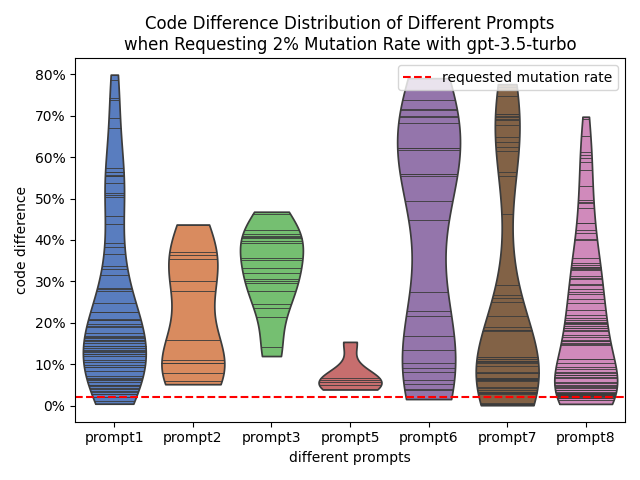 Code Difference Distribution of Different Prompts
when Requesting 2% Mutation Rate with gpt-3.5-turbo
requested mutation rate
code difference
80%
70%
60%
50%
40%
30%
20%
10%
0%
prompt1 prompt2 prompt3 prompt5 prompt6 prompt7 prompt8
different prompts